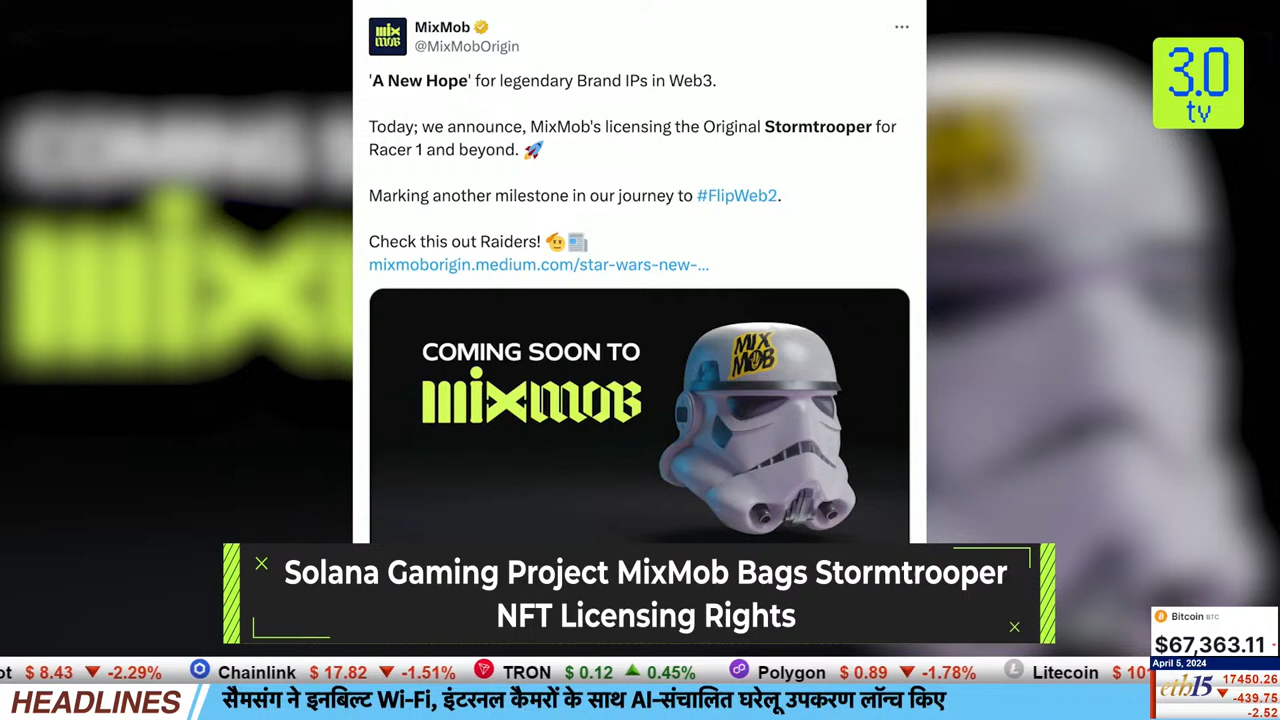 MixMob
@MixMobOrigin
'A New Hope' for legendary Brand IPs in Web3.
Today; we announce, MixMob's licensing the Original Stormtrooper for
Racer 1 and beyond. 🚀
Marking another milestone in our journey to #FlipWeb2.
Check this out Raiders! 🫡📰
mixmoborigin.medium.com/star-wars-new-...
COMING SOON TO
mixmob
MIX
MOB
3.0
tv
Solana Gaming Project MixMob Bags Stormtrooper
NFT Licensing Rights
Bitcoin BTC
$67,363.11
April 5, 2024
ot $ 8.43 ▼ -2.29% Chainlink $ 17.82 ▼ -1.51% TRON $ 0.12 ▲ 0.45% Polygon $ 0.89 ▼ -1.78% Litecoin $ 10
eth15
17450.26
▼ -439.75
-2.52
HEADLINES
सैमसंग ने इनबिल्ट Wi-Fi, इंटरनल कैमरों के साथ AI-संचालित घरेलू उपकरण लॉन्च किए